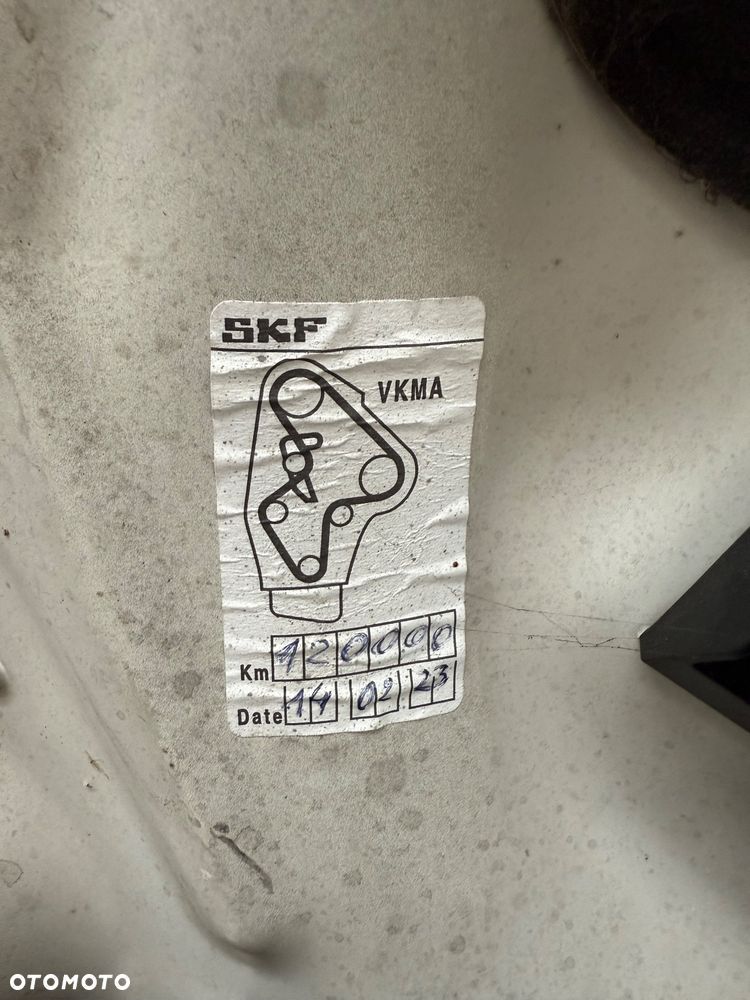 SKF
VKMA
Km 120000
Date 14 02 23
OTOMOTO